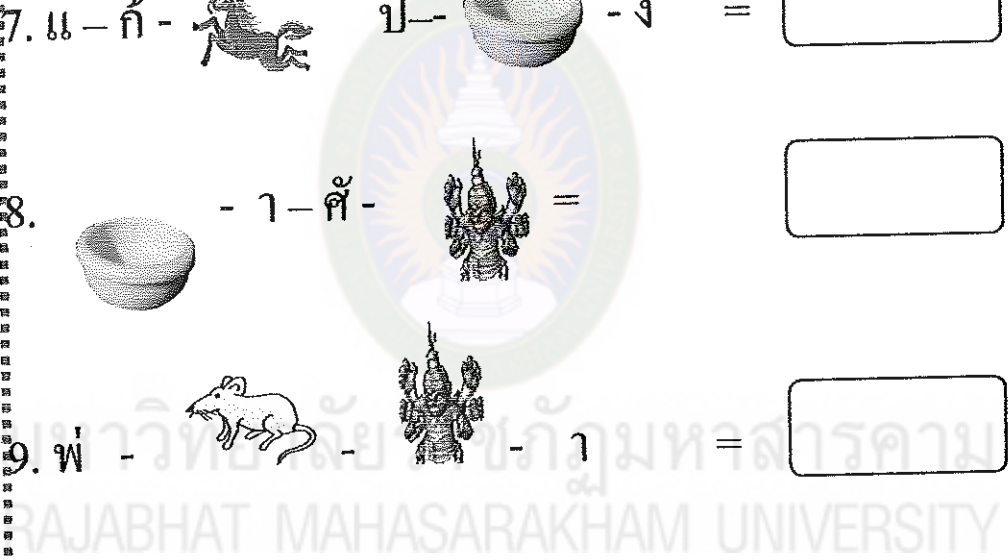 7. แ – ก้ - ป – - - ง =
8. - า – ศั - =
9. พ่ - - - า =
มหาวิทยาลัยราชภัฏมหาสารคาม
RAJABHAT MAHASARAKHAM UNIVERSITY